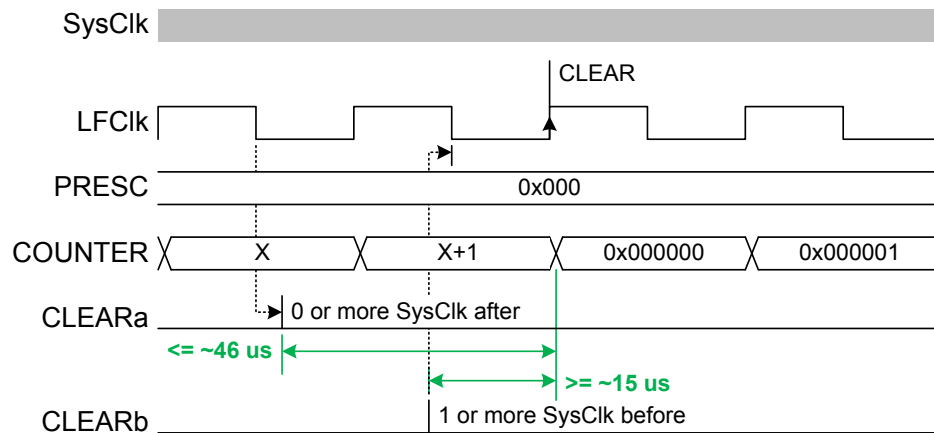 SysClk
CLEAR
LFClk
PRESC
0x000
COUNTER
X
X+1
0x000000
0x000001
CLEARa
0 or more SysClk after
<= ~46 us
>= ~15 us
CLEARb
1 or more SysClk before